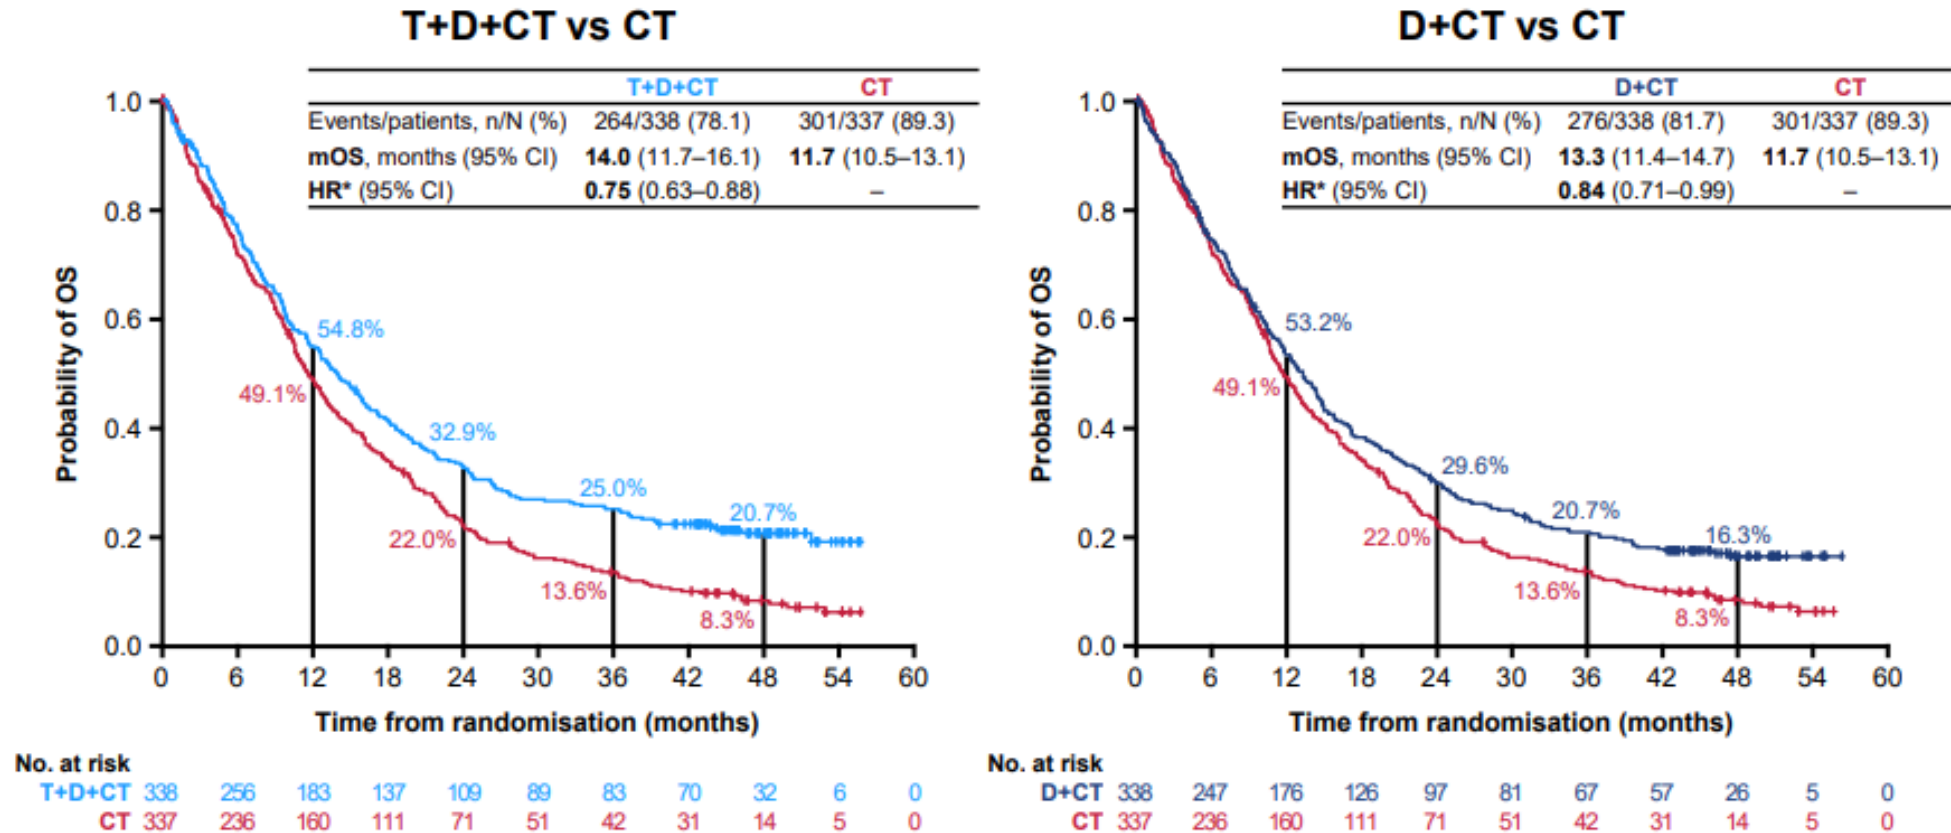 T+D+CT vs CT
T+D+CT CT
Events/patients, n/N (%) 264/338 (78.1) 301/337 (89.3)
mOS, months (95% CI) 14.0 (11.7–16.1) 11.7 (10.5–13.1)
HR* (95% CI) 0.75 (0.63–0.88) –
Probability of OS
1.0
0.8
0.6
0.4
0.2
0.0
54.8%
49.1%
32.9%
22.0%
25.0%
13.6%
20.7%
8.3%
0 6 12 18 24 30 36 42 48 54 60
Time from randomisation (months)
No. at risk
T+D+CT 338 256 183 137 109 89 83 70 32 6 0
CT 337 236 160 111 71 51 42 31 14 5 0
D+CT vs CT
D+CT CT
Events/patients, n/N (%) 276/338 (81.7) 301/337 (89.3)
mOS, months (95% CI) 13.3 (11.4–14.7) 11.7 (10.5–13.1)
HR* (95% CI) 0.84 (0.71–0.99) –
Probability of OS
1.0
0.8
0.6
0.4
0.2
0.0
53.2%
49.1%
29.6%
22.0%
20.7%
13.6%
16.3%
8.3%
0 6 12 18 24 30 36 42 48 54 60
Time from randomisation (months)
No. at risk
D+CT 338 247 176 126 97 81 67 57 26 5 0
CT 337 236 160 111 71 51 42 31 14 5 0